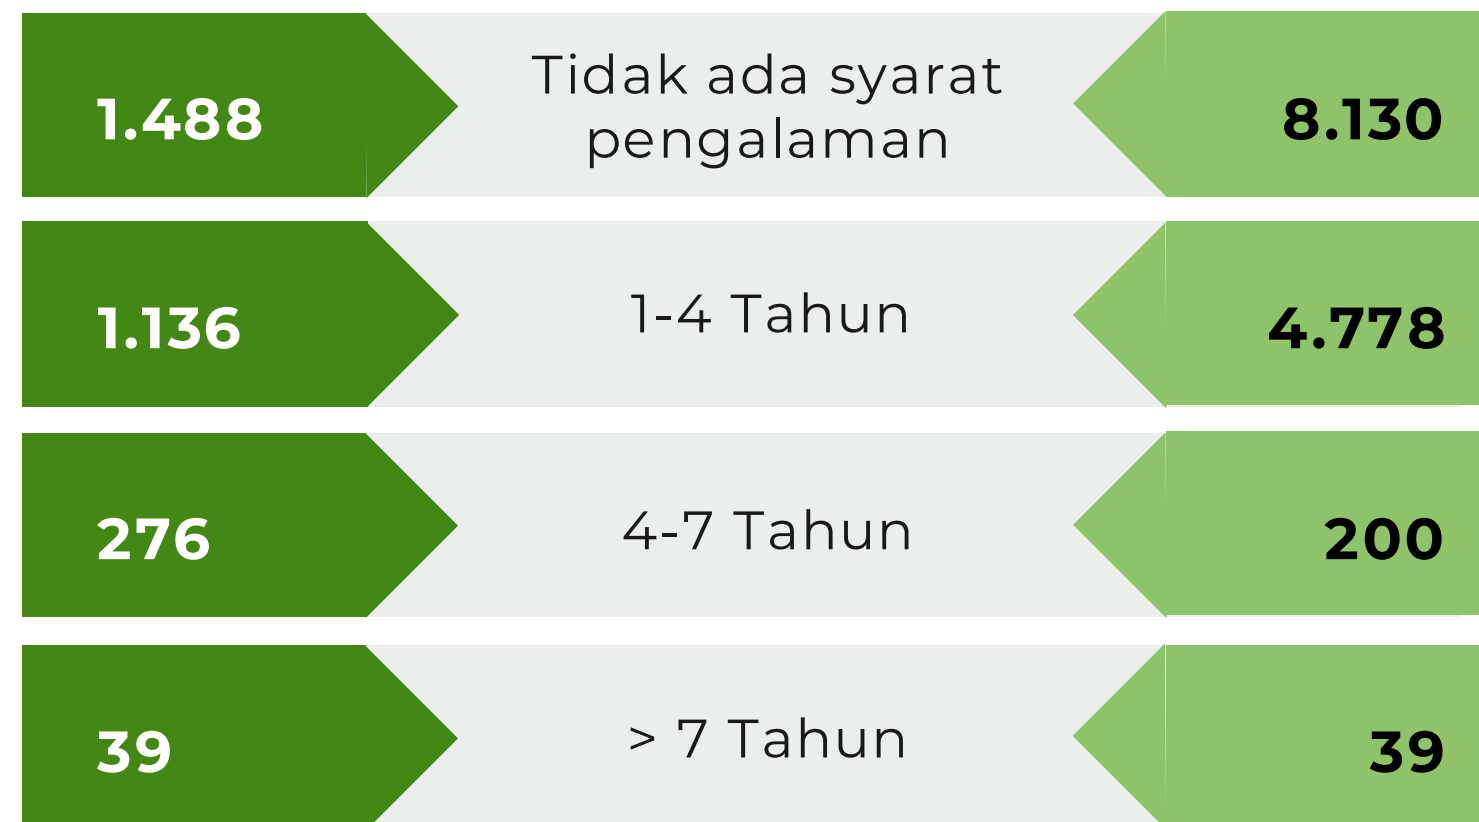 1.488
Tidak ada syarat
pengalaman
8.130
1.136
1-4 Tahun
4.778
276
4-7 Tahun
200
39
> 7 Tahun
39